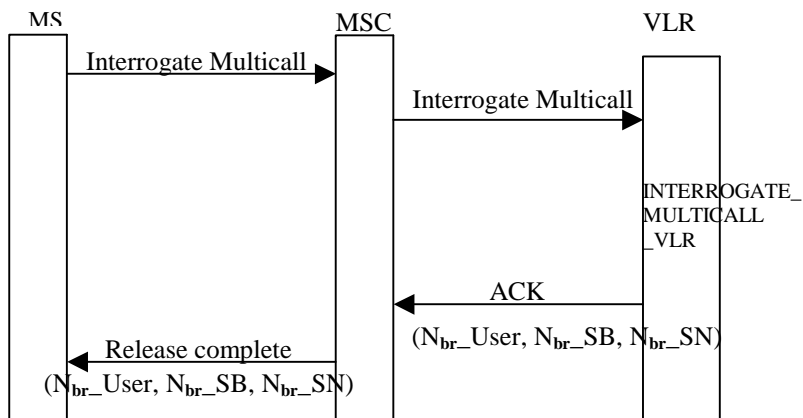 MS
MSC
VLR
Interrogate Multicall
Interrogate Multicall
INTERROGATE_
MULTICALL
_VLR
ACK
(Nbr_User, Nbr_SB, Nbr_SN)
Release complete
(Nbr_User, Nbr_SB, Nbr_SN)